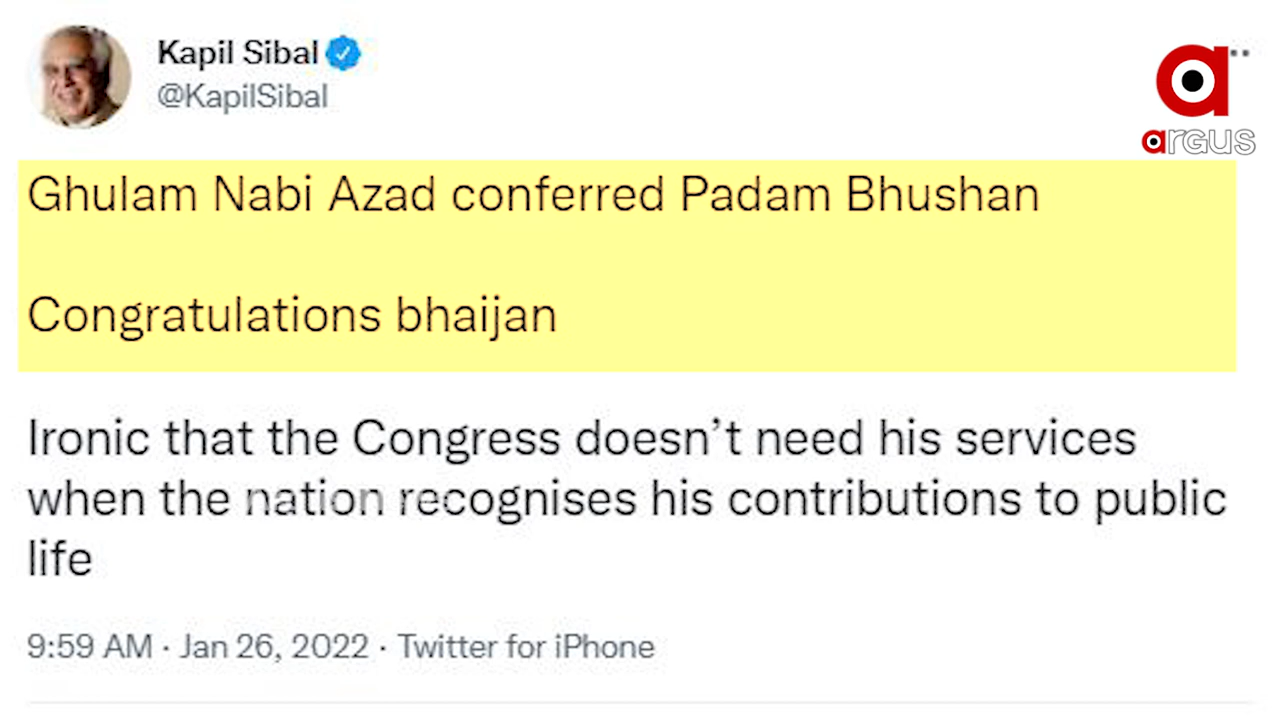 Kapil Sibal
@KapilSibal
argus
Ghulam Nabi Azad conferred Padam Bhushan
Congratulations bhaijan
Ironic that the Congress doesn't need his services
when the nation recognises his contributions to public
life
9:59 AM · Jan 26, 2022 · Twitter for iPhone